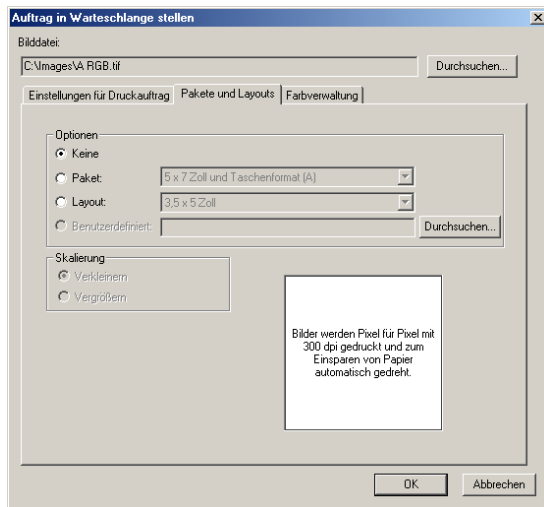 Auftrag in Warteschlange stellen
Bilddatei:
C:\Images\A RGB.tif
Durchsuchen...
Einstellungen für Druckauftrag
Pakete und Layouts
Farbverwaltung
Optionen
Keine
Paket:
5 x 7 Zoll und Taschenformat (A)
Layout:
3,5 x 5 Zoll
Benutzerdefiniert:
Durchsuchen...
Skalierung
Verkleinern
Vergrößern
Bilder werden Pixel für Pixel mit
300 dpi gedruckt und zum
Einsparen von Papier
automatisch gedreht.
OK
Abbrechen